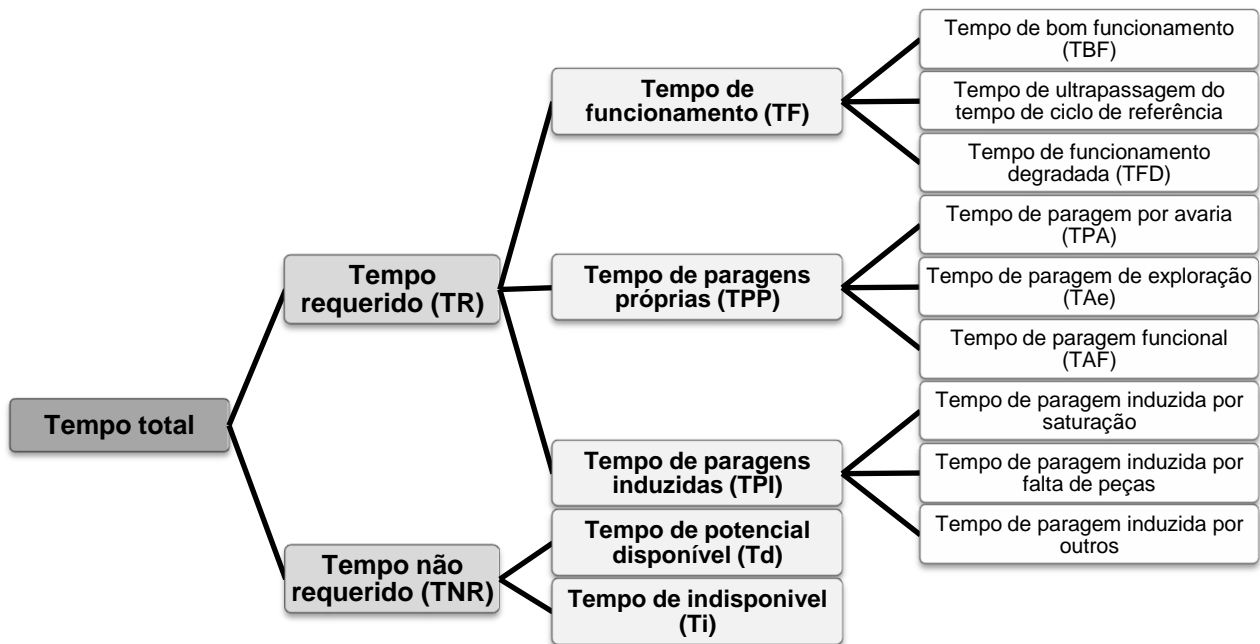 Tempo total
Tempo
requerido (TR)
Tempo não
requerido (TNR)
Tempo de
funcionamento (TF)
Tempo de paragens
próprias (TPP)
Tempo de paragens
induzidas (TPI)
Tempo de potencial
disponível (Td)
Tempo de indisponivel
(Ti)
Tempo de bom funcionamento
(TBF)
Tempo de ultrapassagem do
tempo de ciclo de referência
Tempo de funcionamento
degradada (TFD)
Tempo de paragem por avaria
(TPA)
Tempo de paragem de exploração
(TAe)
Tempo de paragem funcional
(TAF)
Tempo de paragem induzida por
saturação
Tempo de paragem induzida por
falta de peças
Tempo de paragem induzida por
outros